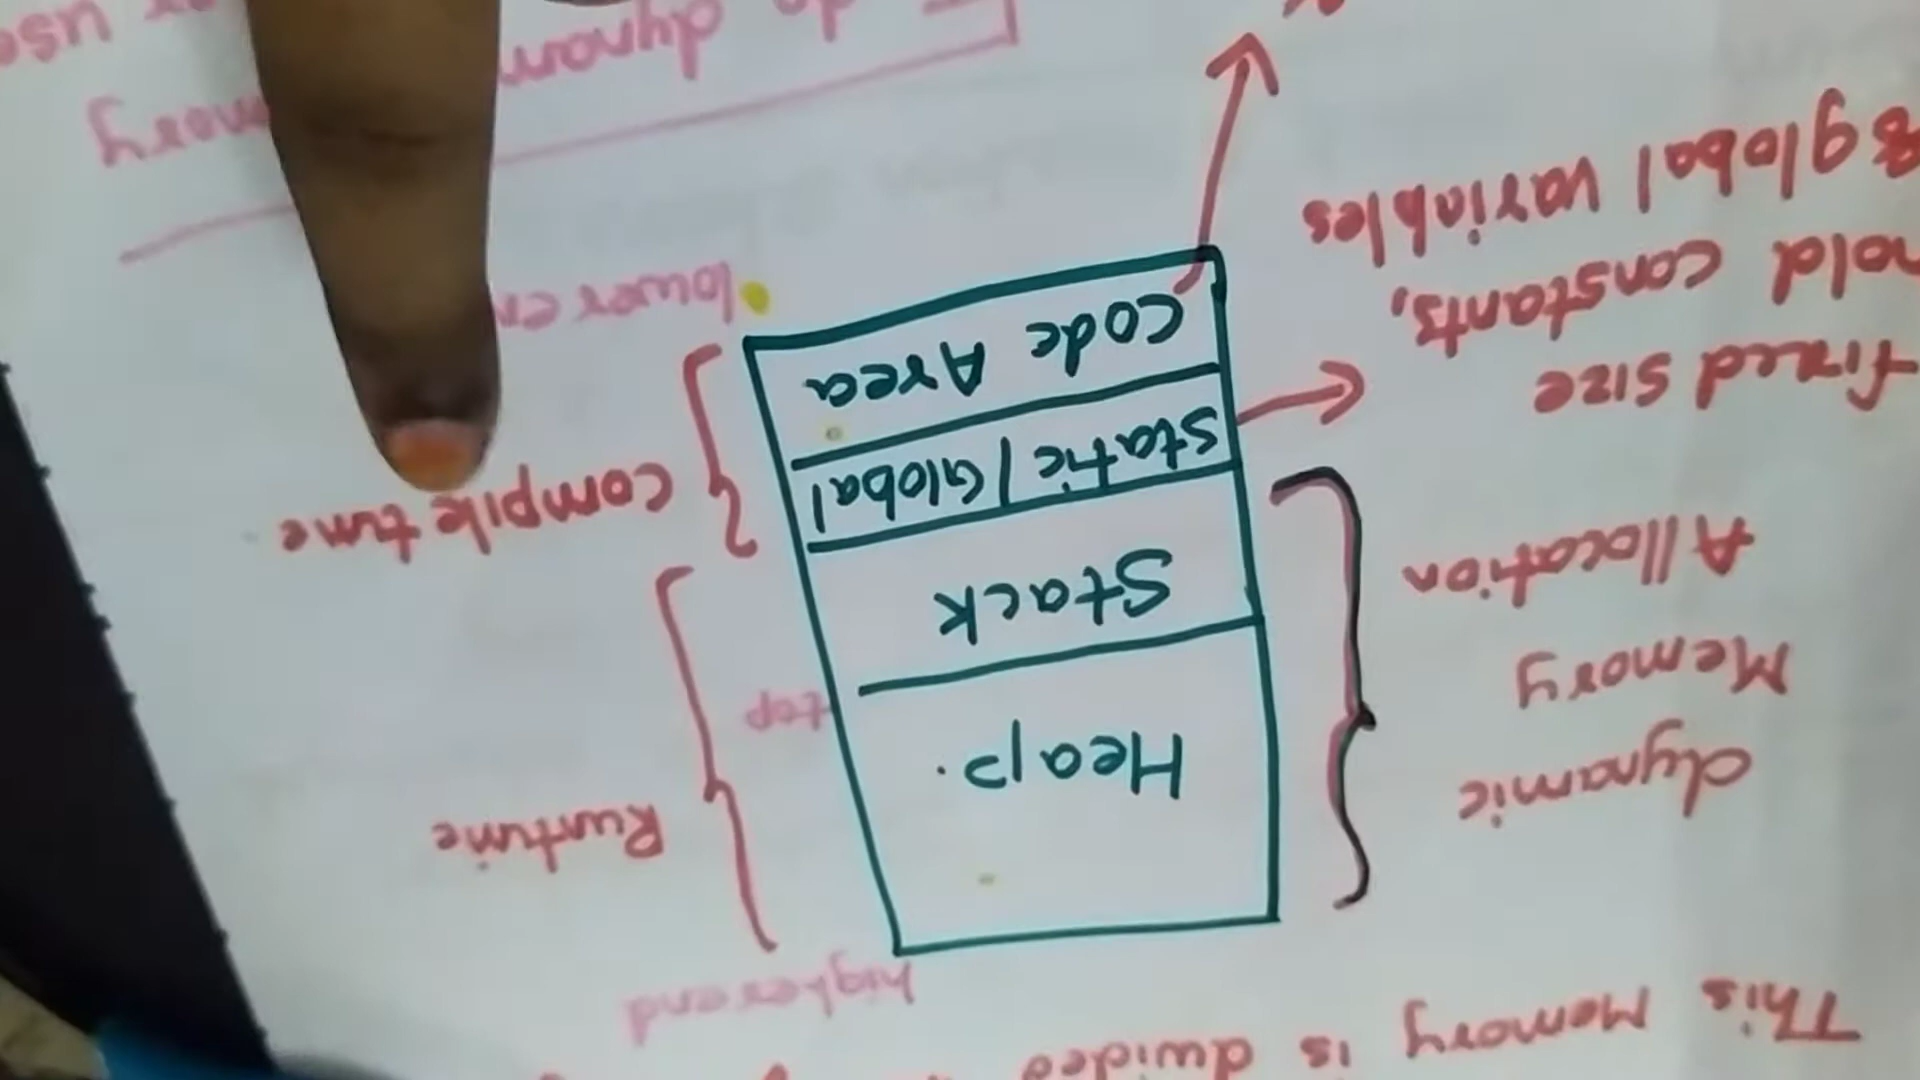 This Memory is divided
higher end
dynamic
Memory
Allocation
Heap.
Runtime
top
Stack
Static/Global
fixed size
hold constants,
& global variables
Compile time
Code Area
lower en
do dynam
use